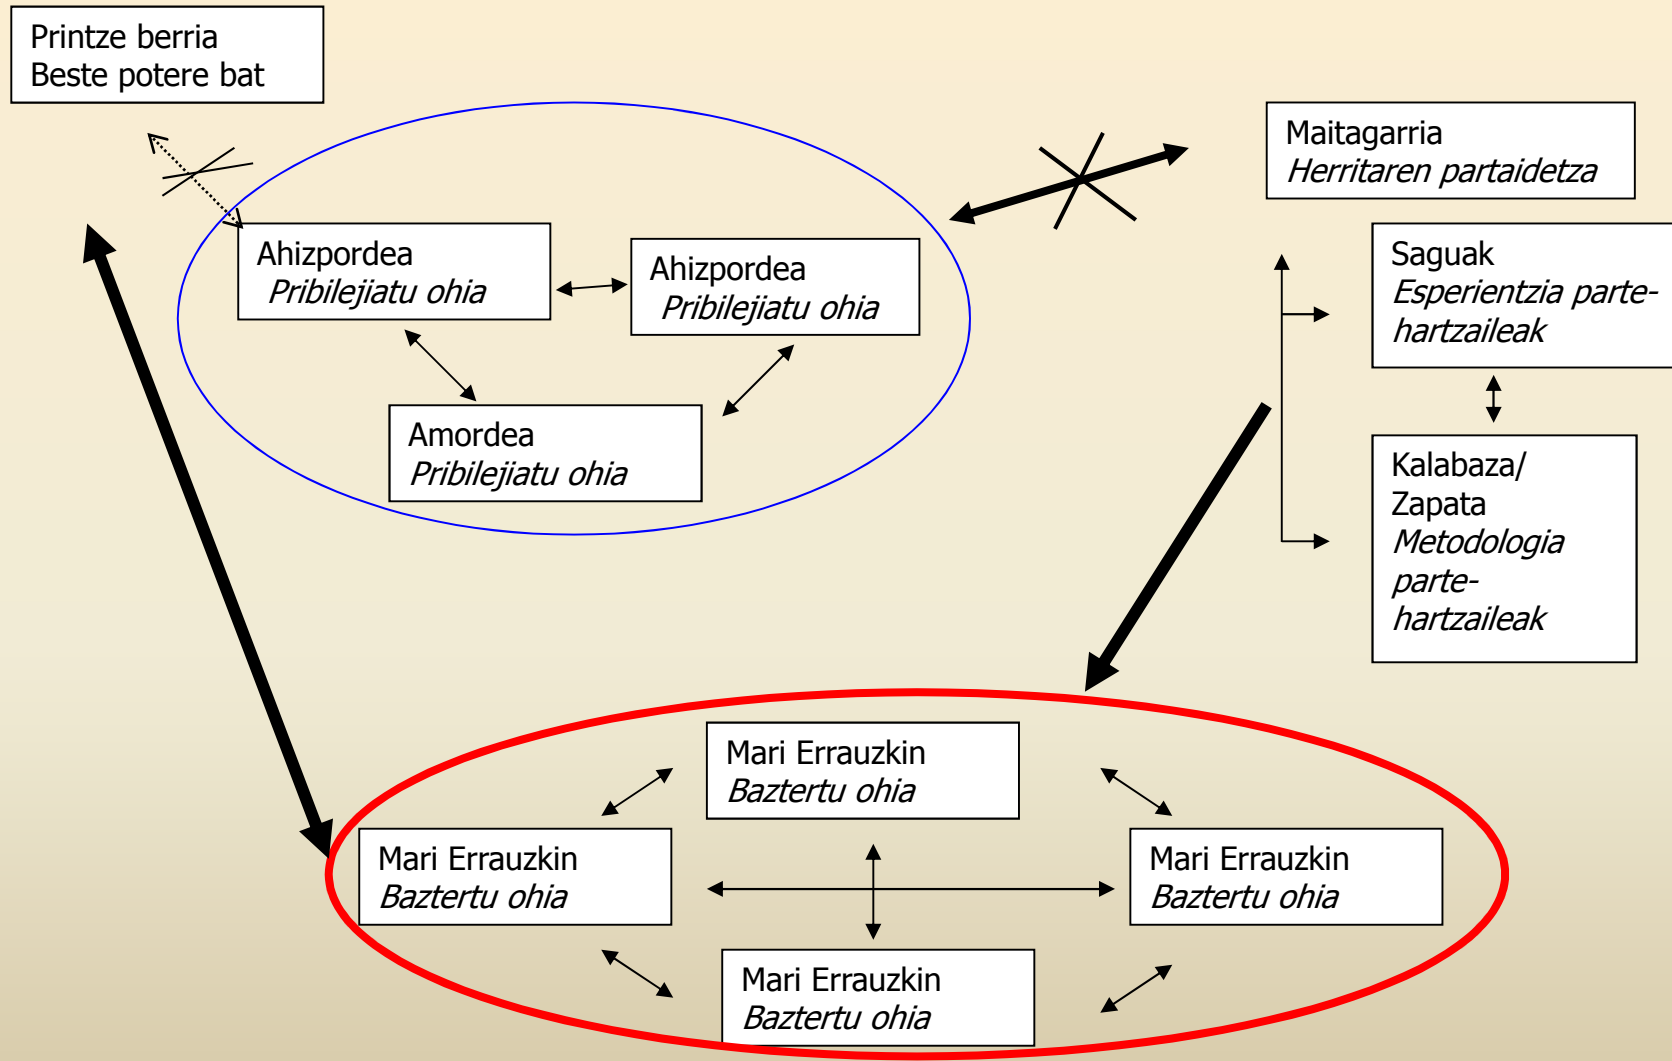 Printze berria
Beste potere bat
Maitagarria
Herritaren partaidetza
Ahizpordea
Pribilejiatu ohia
Ahizpordea
Pribilejiatu ohia
Saguak
Esperientzia parte-
hartzaileak
Amordea
Pribilejiatu ohia
Kalabaza/
Zapata
Metodologia
parte-
hartzaileak
Mari Errauzkin
Baztertu ohia
Mari Errauzkin
Baztertu ohia
Mari Errauzkin
Baztertu ohia
Mari Errauzkin
Baztertu ohia